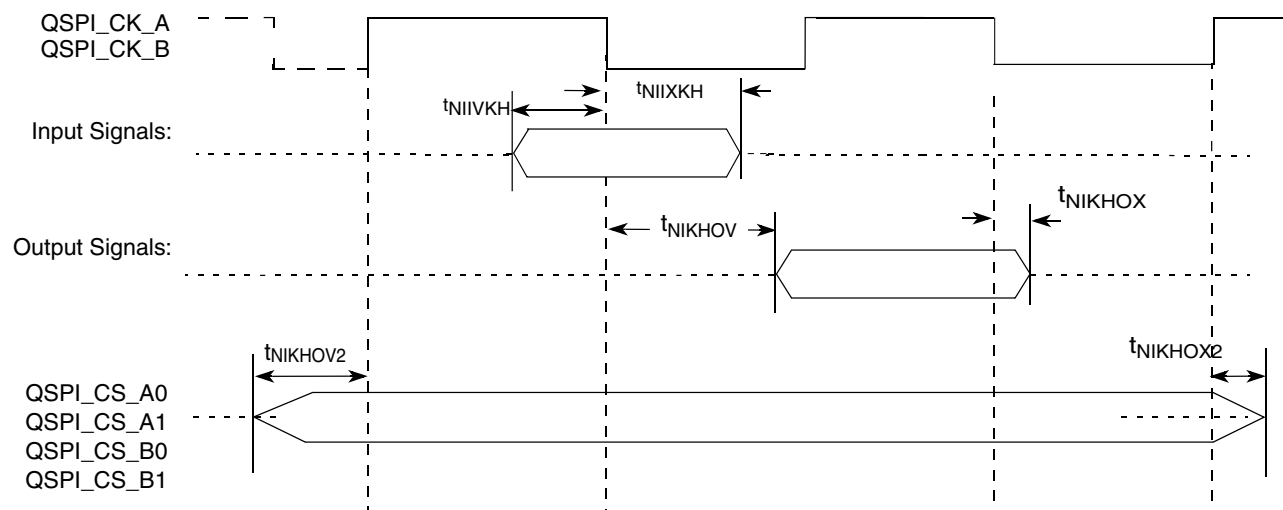 QSPI_CK_A
QSPI_CK_B
tNIIVKH
tNIIXKH
Input Signals:
tNIKHOX
tNIKHOV
Output Signals:
tNIKHOV2
tNIKHOX2
QSPI_CS_A0
QSPI_CS_A1
QSPI_CS_B0
QSPI_CS_B1